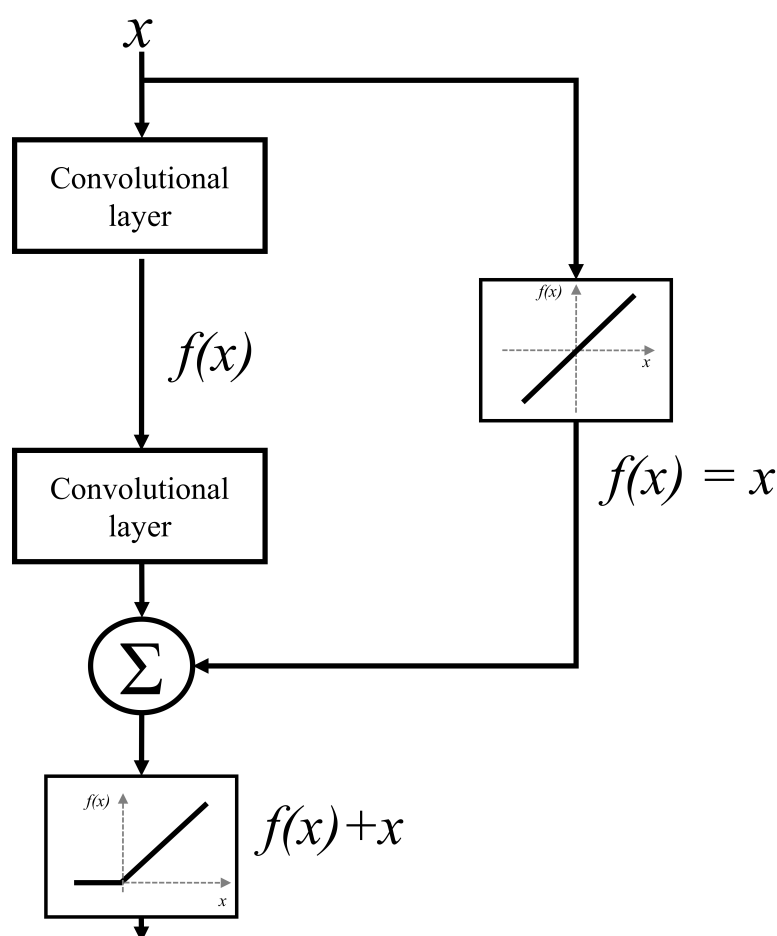 x
Convolutional
layer
f(x)
x
f(x)
f(x) = x
Convolutional
layer
Σ
f(x)
x
f(x)+x